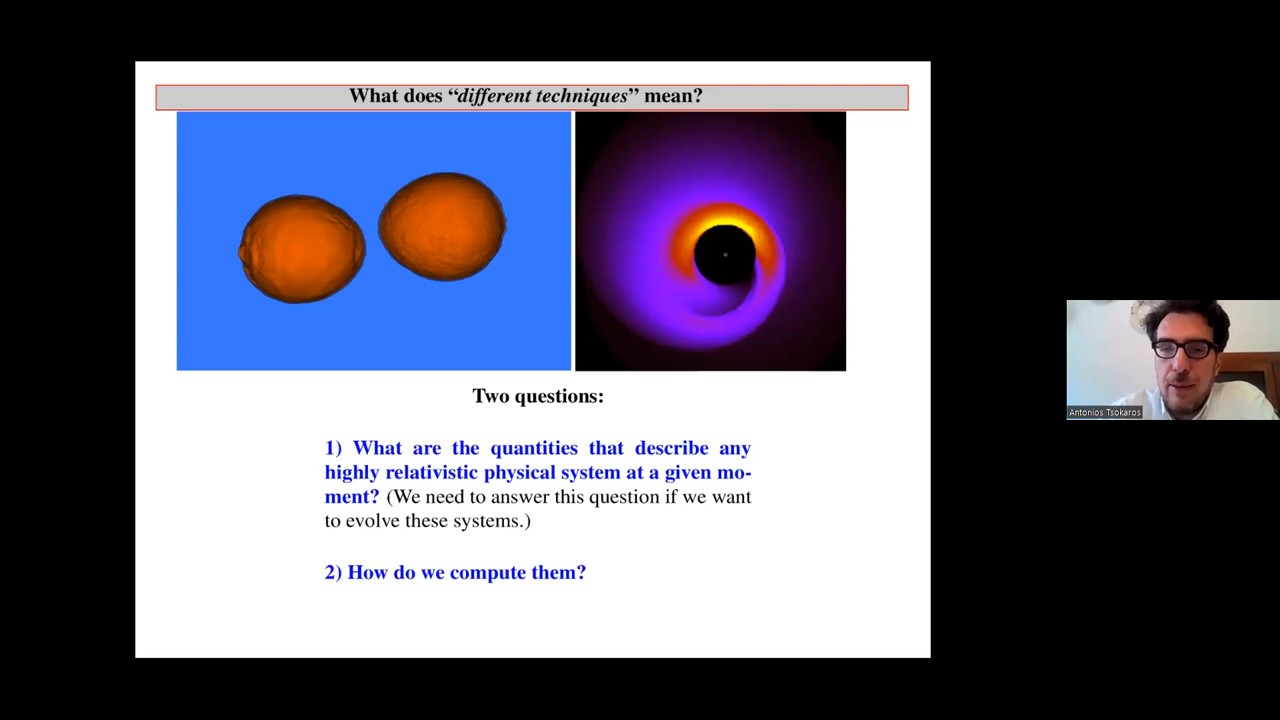 What does “different techniques” mean?
Two questions:
1) What are the quantities that describe any
highly relativistic physical system at a given mo-
ment? (We need to answer this question if we want
to evolve these systems.)
2) How do we compute them?
Antonios Tsokaros